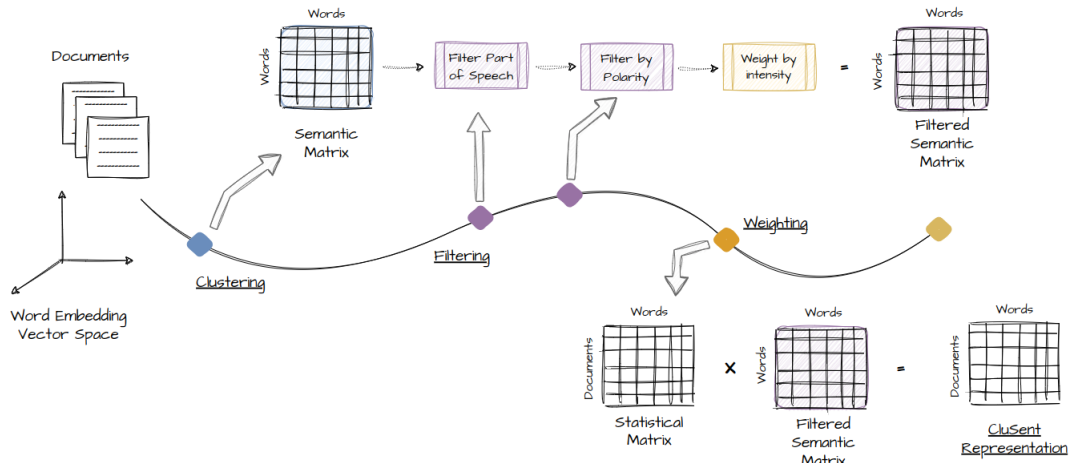 Documents
Words
Words
Semantic
Matrix
Filter Part
of Speech
Filter by
Polarity
Weight by
intensity
=
Words
Words
Filtered
Semantic
Matrix
Word Embedding
Vector Space
Clustering
Filtering
Weighting
Words
Documents
Statistical
Matrix
X
Words
Words
Filtered
Semantic
Matrix
=
Words
Documents
CluSent
Representation